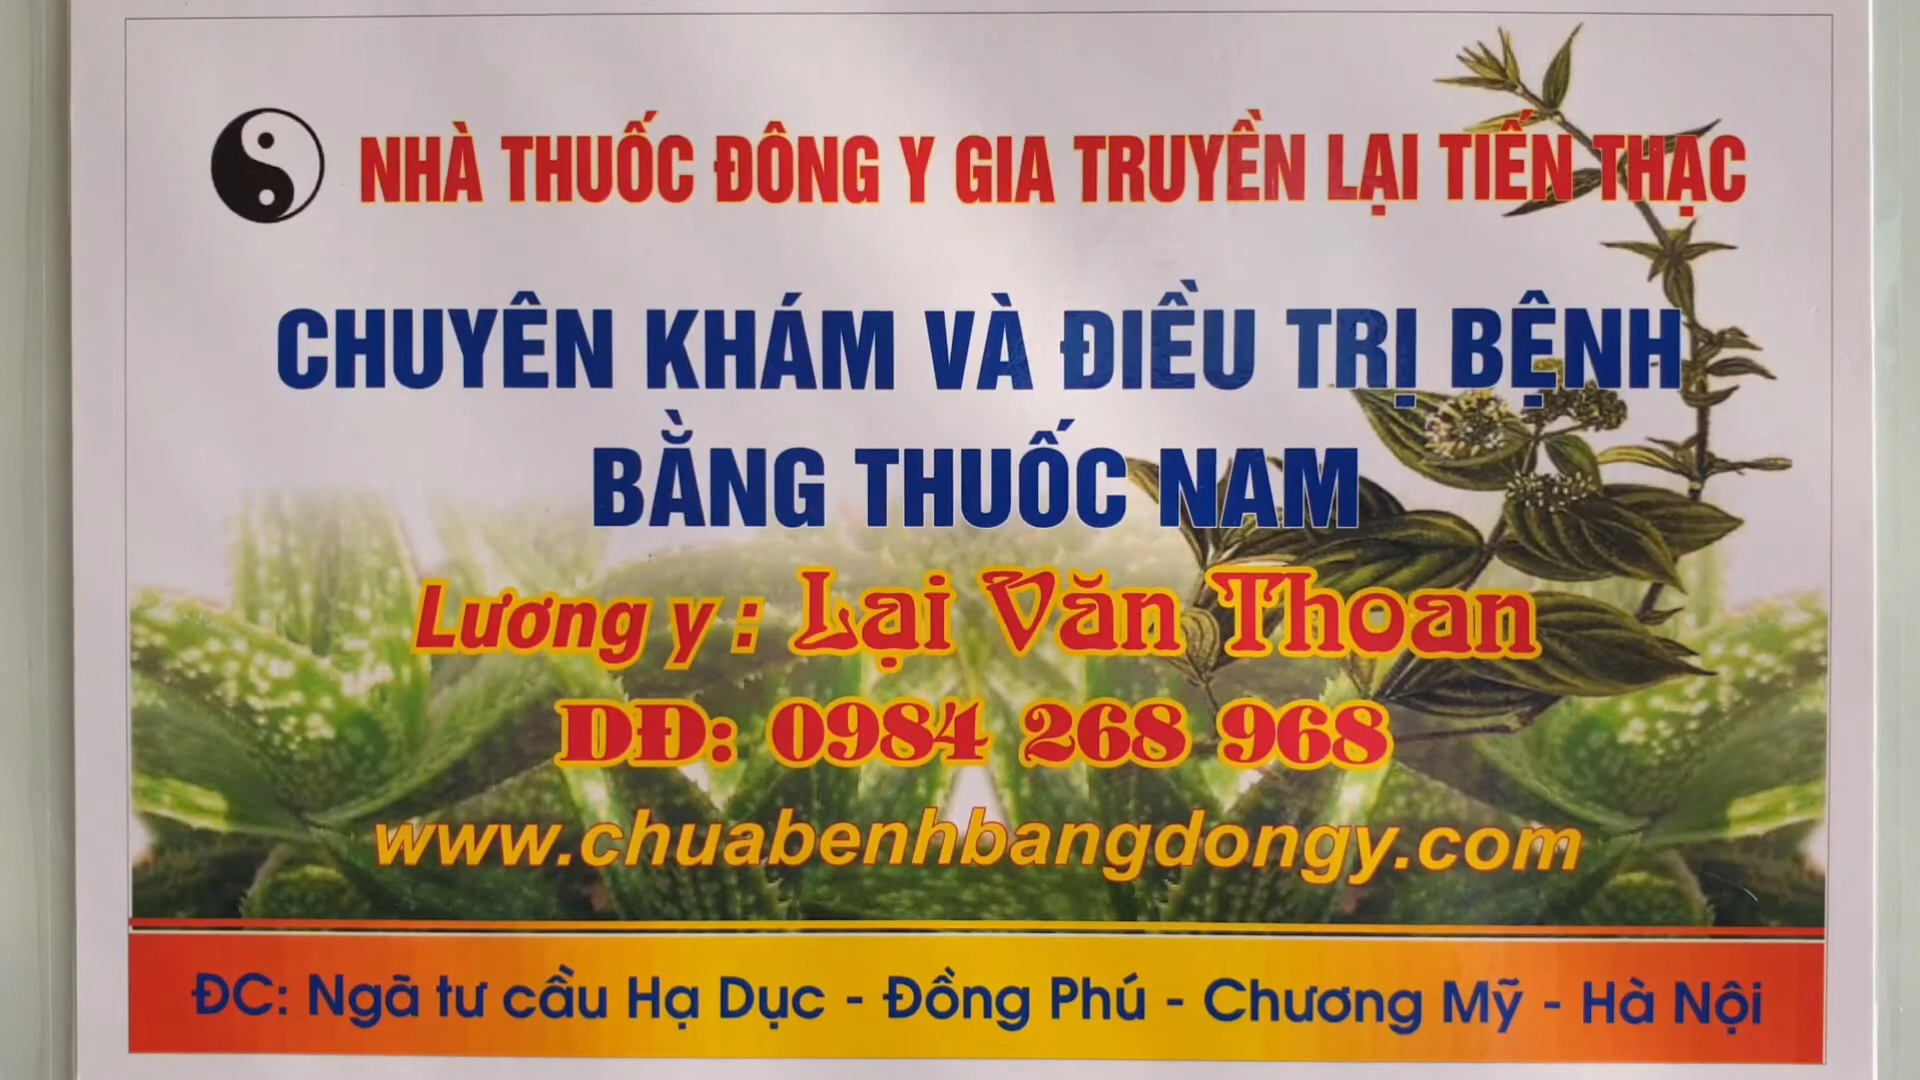 NHÀ THUỐC ĐÔNG Y GIA TRUYỀN LẠI TIẾN THẠC
CHUYÊN KHÁM VÀ ĐIỀU TRỊ BỆNH
BẰNG THUỐC NAM
Lương y : Lại Văn Thoan
DĐ: 0984 268 968
www.chuabenhbangdongy.com
ĐC: Ngã tư cầu Hạ Dục - Đồng Phú - Chương Mỹ - Hà Nội